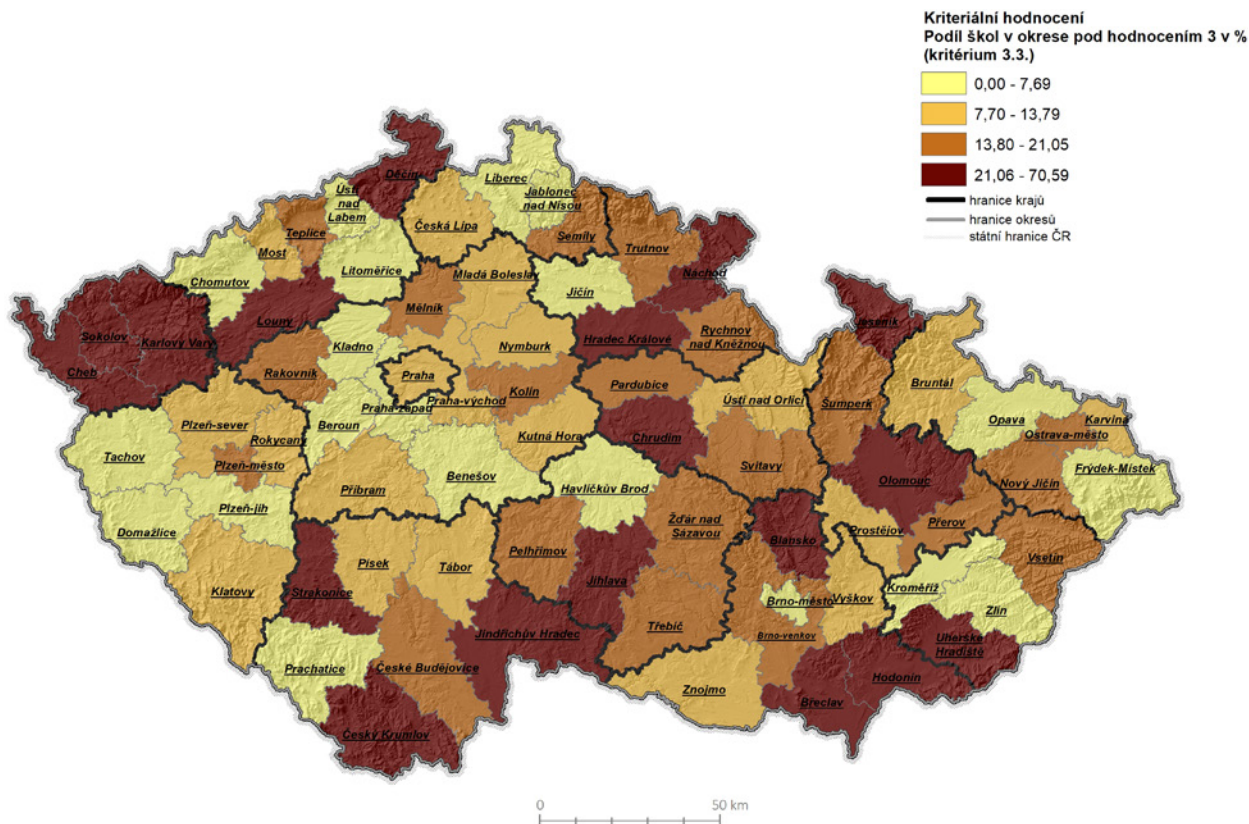 Kriteriální hodnocení
Podíl škol v okrese pod hodnocením 3 v %
(kritérium 3.3.)
0,00 - 7,69
7,70 - 13,79
13,80 - 21,05
21,06 - 70,59
hranice krajů
hranice okresů
státní hranice ČR
Děčín
Ústí
nad
Labem
Liberec
Jablonec
nad Nisou
Teplice
Česká Lípa
Semily
Trutnov
Most
Litoměřice
Mladá Boleslav
Náchod
Chomutov
Jičín
Mělník
Louny
Jeseník
Sokolov
Karlovy Vary
Hradec Králové
Rychnov
nad Kněžnou
Kladno
Nymburk
Bruntál
Cheb
Rakovník
Praha
Kolín
Pardubice
Ústí nad Orlicí
Šumperk
Praha-západ
Praha-východ
Opava
Karviná
Plzeň-sever
Beroun
Ostrava-město
Rokycany
Kutná Hora
Chrudim
Tachov
Plzeň-město
Svitavy
Frýdek-Místek
Příbram
Benešov
Havlíčkův Brod
Olomouc
Nový Jičín
Plzeň-jih
Domažlice
Žďár nad
Sázavou
Prostějov
Přerov
Blansko
Pelhřimov
Vsetín
Písek
Tábor
Jihlava
Klatovy
Strakonice
Kroměříž
Brno-město
Vyškov
Zlín
Třebíč
Jindřichův Hradec
Brno-venkov
Uherské
Hradiště
Prachatice
České Budějovice
Hodonín
Znojmo
Břeclav
Český Krumlov
0
50 km